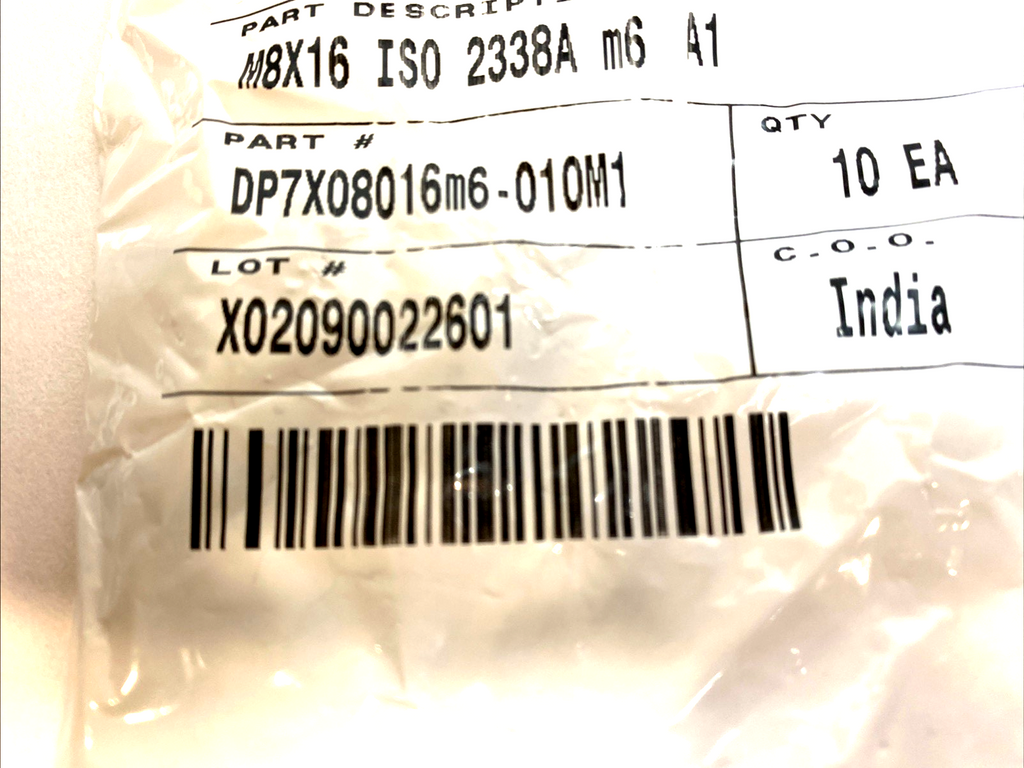 PART DESCRIPT
M8X16 ISO 2338A m6 A1
PART #
QTY
DP7X08016m6-010M1
10 EA
LOT #
C.O.O.
X02090022601
India